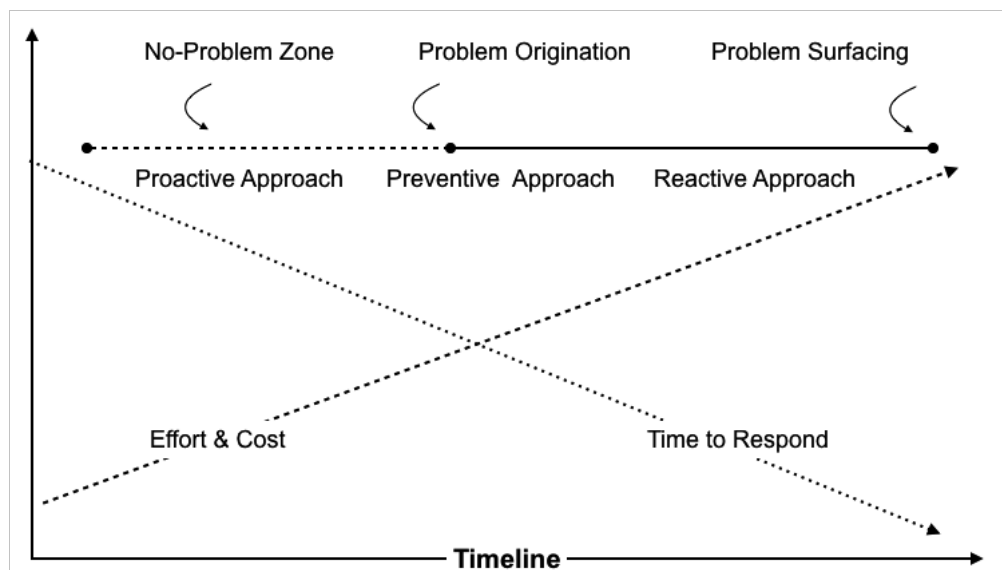 No-Problem Zone
Problem Origination
Problem Surfacing
Proactive Approach
Preventive Approach
Reactive Approach
Effort & Cost
Time to Respond
Timeline